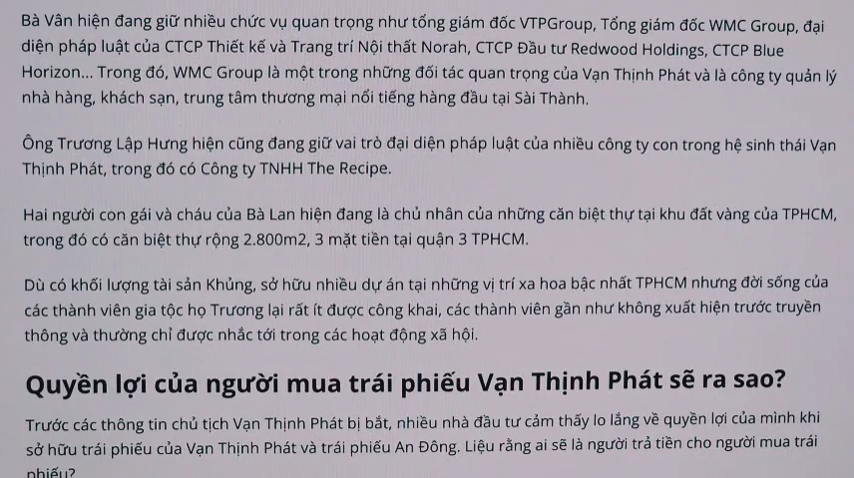 Bà Vân hiện đang giữ nhiều chức vụ quan trọng như tổng giám đốc VTPGroup, Tổng giám đốc WMC Group, đại
diện pháp luật của CTCP Thiết kế và Trang trí Nội thất Norah, CTCP Đầu tư Redwood Holdings, CTCP Blue
Horizon... Trong đó, WMC Group là một trong những đối tác quan trọng của Vạn Thịnh Phát và là công ty quản lý
nhà hàng, khách sạn, trung tâm thương mại nổi tiếng hàng đầu tại Sài Thành.
Ông Trương Lập Hưng hiện cũng đang giữ vai trò đại diện pháp luật của nhiều công ty con trong hệ sinh thái Vạn
Thịnh Phát, trong đó có Công ty TNHH The Recipe.
Hai người con gái và cháu của Bà Lan hiện đang là chủ nhân của những căn biệt thự tại khu đất vàng của TPHCM,
trong đó có căn biệt thự rộng 2.800m2, 3 mặt tiền tại quận 3 TPHCM.
Dù có khối lượng tài sản Khủng, sở hữu nhiều dự án tại những vị trí xa hoa bậc nhất TPHCM nhưng đời sống của
các thành viên gia tộc họ Trương lại rất ít được công khai, các thành viên gần như không xuất hiện trước truyền
thông và thường chỉ được nhắc tới trong các hoạt động xã hội.
Quyền lợi của người mua trái phiếu Vạn Thịnh Phát sẽ ra sao?
Trước các thông tin chủ tịch Vạn Thịnh Phát bị bắt, nhiều nhà đầu tư cảm thấy lo lắng về quyền lợi của mình khi
sở hữu trái phiếu của Vạn Thịnh Phát và trái phiếu An Đông. Liệu rằng ai sẽ là người trả tiền cho người mua trái
phiếu?